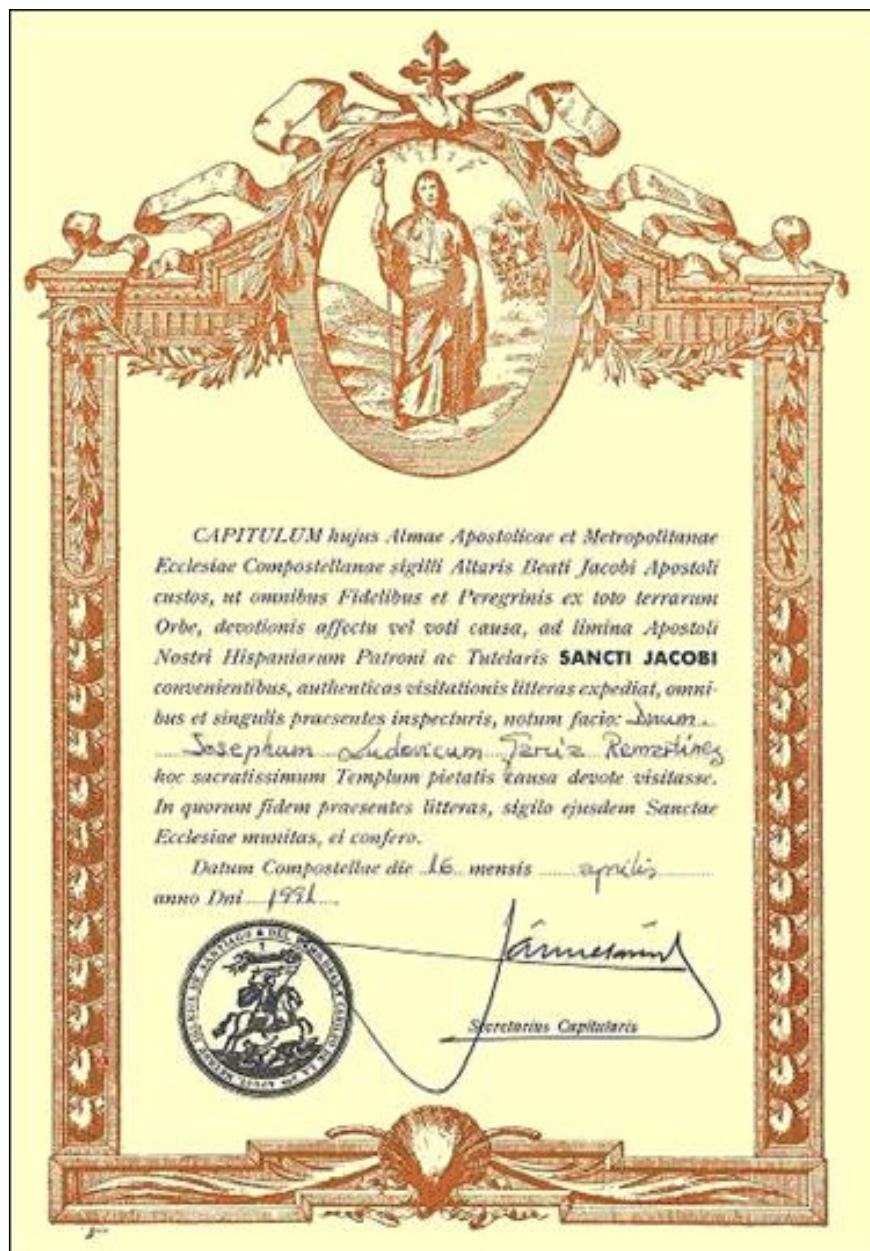 CAPITULUM hujus Almae Apostolicae et Metropolitanae
Ecclesiae Compostellanae sigilli Altaris Beati Jacobi Apostoli
custos, ut omnibus Fidelibus et Peregrinis ex toto terrarum
Orbe, devotionis affectu vel voti causa, ad limina Apostoli
Nostri Hispaniarum Patroni ac Tutelaris SANCTI JACOBI
convenientibus, authenticas visitationis litteras expediat, omni-
bus et singulis praesentes inspecturis, notum facio: Dnum.
Josephum Ludovicum Remartínez
hoc sacratissimum Templum pietatis causa devote visitasse.
In quorum fidem praesentes litteras, sigilo ejusdem Sanctae
Ecclesiae munitas, ei confero.
Datum Compostellae die 16 mensis aprilis
anno Dni 1991.
Secretarius Capitularis
DE SANTIAGO DEL